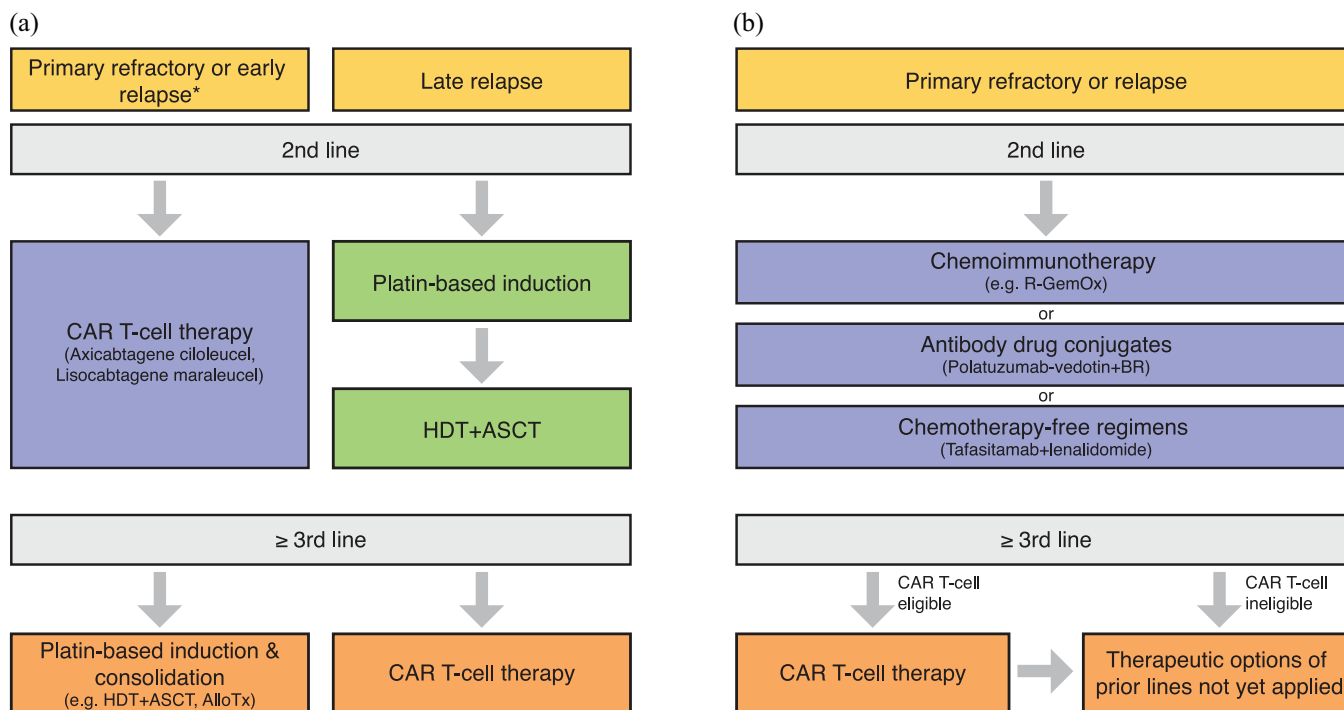 (a)
Primary refractory or early
relapse*
Late relapse
2nd line
CAR T-cell therapy
(Axicabtagene ciloleucel,
Lisocabtagene maraleucel)
Platin-based induction
HDT+ASCT
≥ 3rd line
Platin-based induction &
consolidation
(e.g. HDT+ASCT, AlloTx)
CAR T-cell therapy
(b)
Primary refractory or relapse
2nd line
Chemoimmunotherapy
(e.g. R-GemOx)
or
Antibody drug conjugates
(Polatuzumab-vedotin+BR)
or
Chemotherapy-free regimens
(Tafasitamab+lenalidomide)
≥ 3rd line
CAR T-cell
eligible
CAR T-cell
ineligible
CAR T-cell therapy
Therapeutic options of
prior lines not yet applied